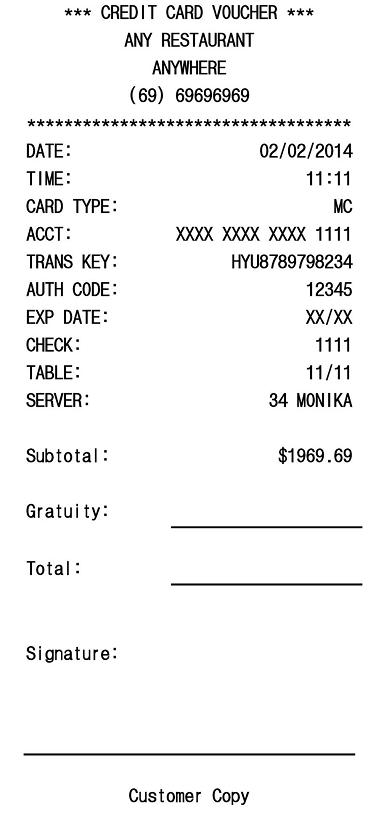 *** CREDIT CARD VOUCHER ***
ANY RESTAURANT
ANYWHERE
(69) 69696969
***********************************
DATE: 02/02/2014
TIME: 11:11
CARD TYPE: MC
ACCT: XXXX XXXX XXXX 1111
TRANS KEY: HYU8789798234
AUTH CODE: 12345
EXP DATE: XX/XX
CHECK: 1111
TABLE: 11/11
SERVER: 34 MONIKA
Subtotal: $1969.69
Gratuity:
Total:
Signature:
Customer Copy